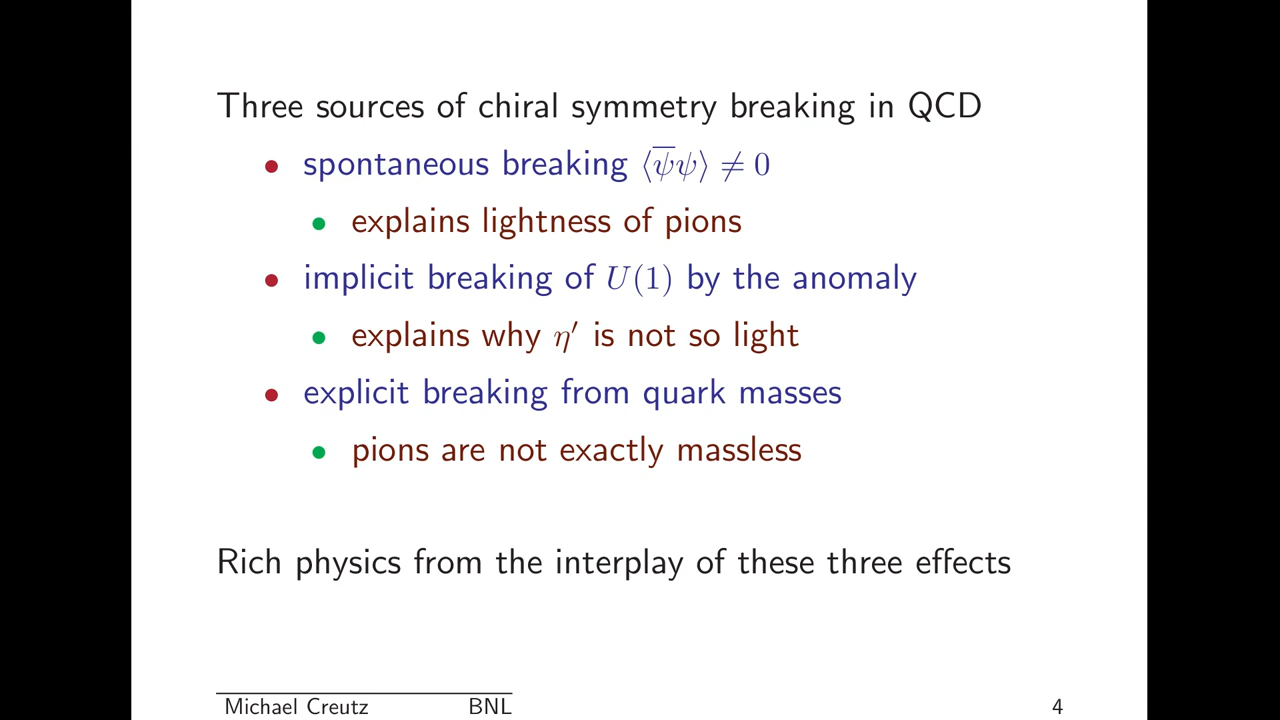 Three sources of chiral symmetry breaking in QCD
• spontaneous breaking ⟨ψ̅ψ⟩ ≠ 0
• explains lightness of pions
• implicit breaking of U(1) by the anomaly
• explains why η′ is not so light
• explicit breaking from quark masses
• pions are not exactly massless
Rich physics from the interplay of these three effects
Michael Creutz BNL 4